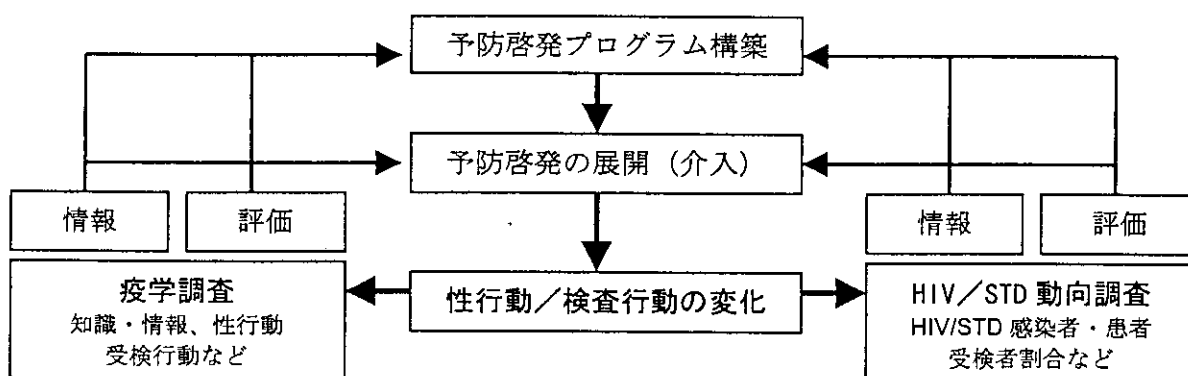 予防啓発プログラム構築
予防啓発の展開（介入）
情報
評価
情報
評価
疫学調査
知識・情報、性行動
受検行動など
性行動／検査行動の変化
HIV／STD 動向調査
HIV/STD 感染者・患者
受検者割合など